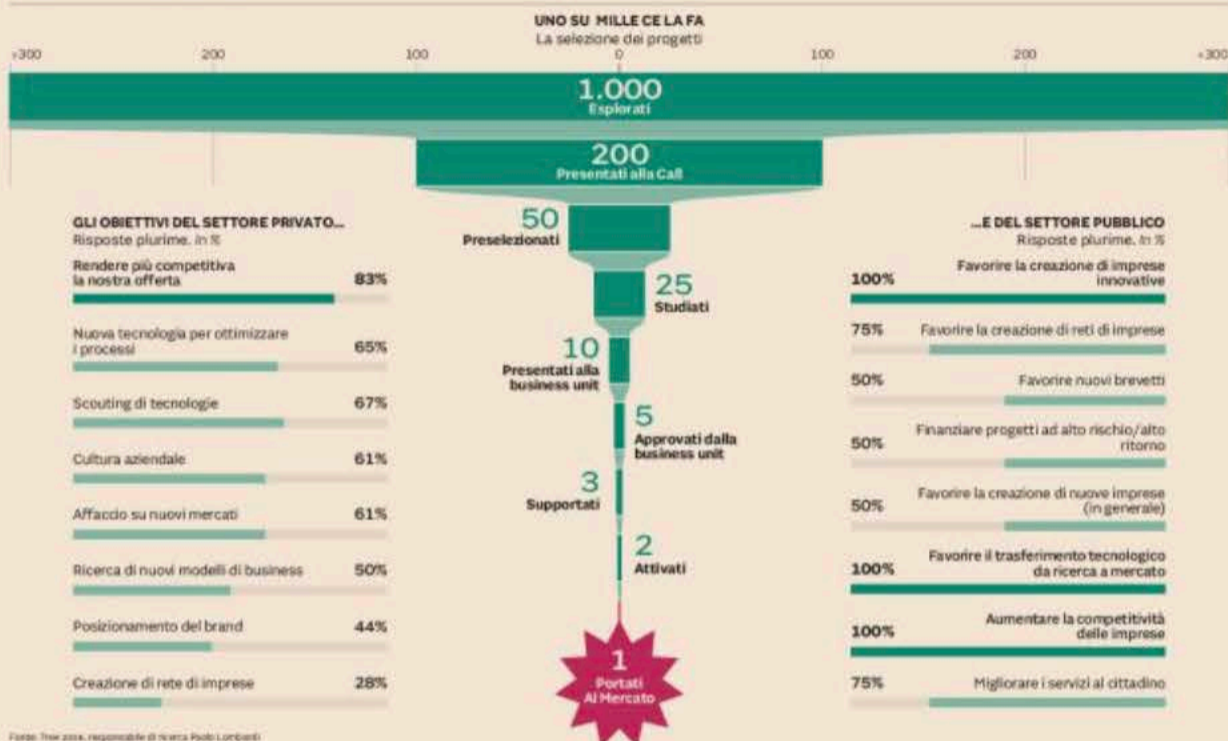 UNO SU MILLE CE LA FA
La selezione dei progetti
+300
200
100
0
100
200
+300
1.000
Esplorati
200
Presentati alla Call
50
Preselezionati
25
Studiati
10
Presentati alla
business unit
5
Approvati dalla
business unit
3
Supportati
2
Attivati
1
Portati
Al Mercato
GLI OBIETTIVI DEL SETTORE PRIVATO...
Risposte plurime. In %
Rendere più competitiva
la nostra offerta 83%
Nuova tecnologia per ottimizzare
i processi 65%
Scouting di tecnologie 67%
Cultura aziendale 61%
Affaccio su nuovi mercati 61%
Ricerca di nuovi modelli di business 50%
Posizionamento del brand 44%
Creazione di rete di imprese 28%
...E DEL SETTORE PUBBLICO
Risposte plurime. In %
100% Favorire la creazione di imprese
innovative
75% Favorire la creazione di reti di imprese
50% Favorire nuovi brevetti
50% Finanziare progetti ad alto rischio/alto
ritorno
50% Favorire la creazione di nuove imprese
(in generale)
100% Favorire il trasferimento tecnologico
da ricerca a mercato
100% Aumentare la competitività
delle imprese
75% Migliorare i servizi al cittadino
Fonte: responsabile di ricerca Paolo Lombardi